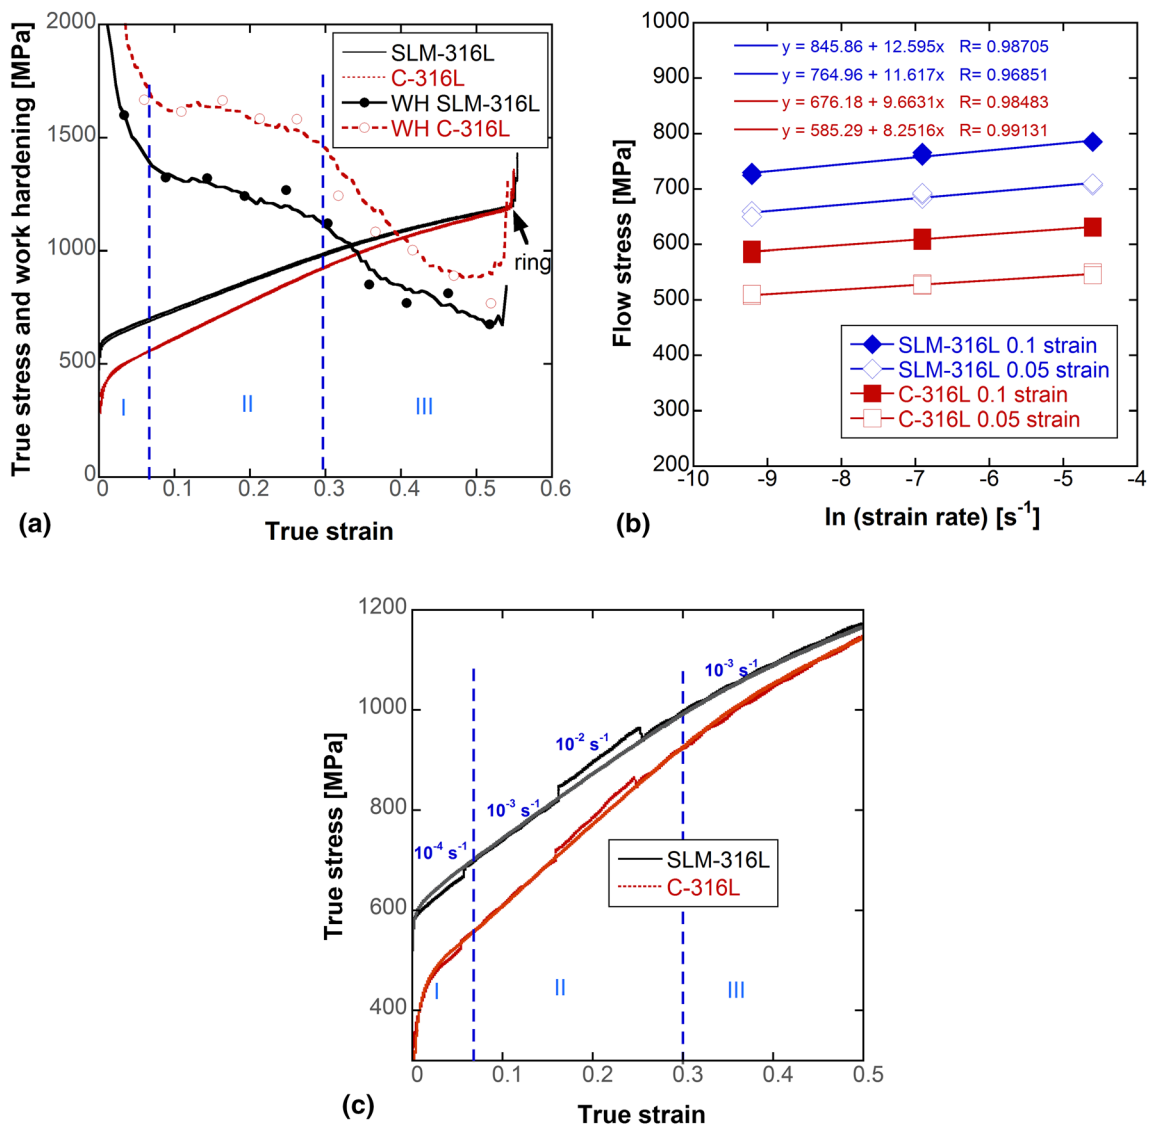 True stress and work hardening [MPa]
2000
1500
1000
500
0
SLM-316L
C-316L
WH SLM-316L
WH C-316L
ring
I
II
III
0
0.1
0.2
0.3
0.4
0.5
0.6
(a)
True strain
Flow stress [MPa]
1000
900
800
700
600
500
400
300
200
y = 845.86 + 12.595x R= 0.98705
y = 764.96 + 11.617x R= 0.96851
y = 676.18 + 9.6631x R= 0.98483
y = 585.29 + 8.2516x R= 0.99131
SLM-316L 0.1 strain
SLM-316L 0.05 strain
C-316L 0.1 strain
C-316L 0.05 strain
-10
-9
-8
-7
-6
-5
-4
(b)
ln (strain rate) [s⁻¹]
True stress [MPa]
1200
1000
800
600
400
10⁻³ s⁻¹
10⁻² s⁻¹
10⁻³ s⁻¹
10⁻⁴ s⁻¹
SLM-316L
C-316L
I
II
III
0
0.1
0.2
0.3
0.4
0.5
(c)
True strain